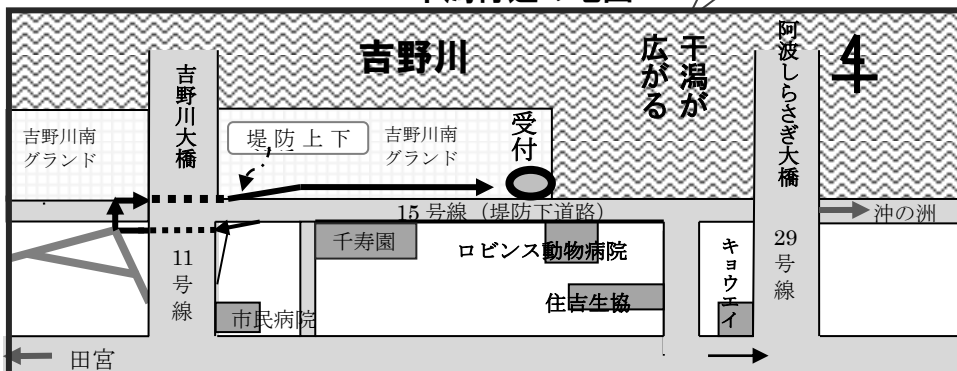 吉野川
干潟が
広がる
阿波しらさぎ大橋
4
吉野川大橋
吉野川南
グランド
堤防上下
吉野川南
グランド
受付
15 号線（堤防下道路）
沖の洲
千寿園
ロビンス動物病院
キョウエイ
29号線
11号線
住吉生協
市民病院
田宮